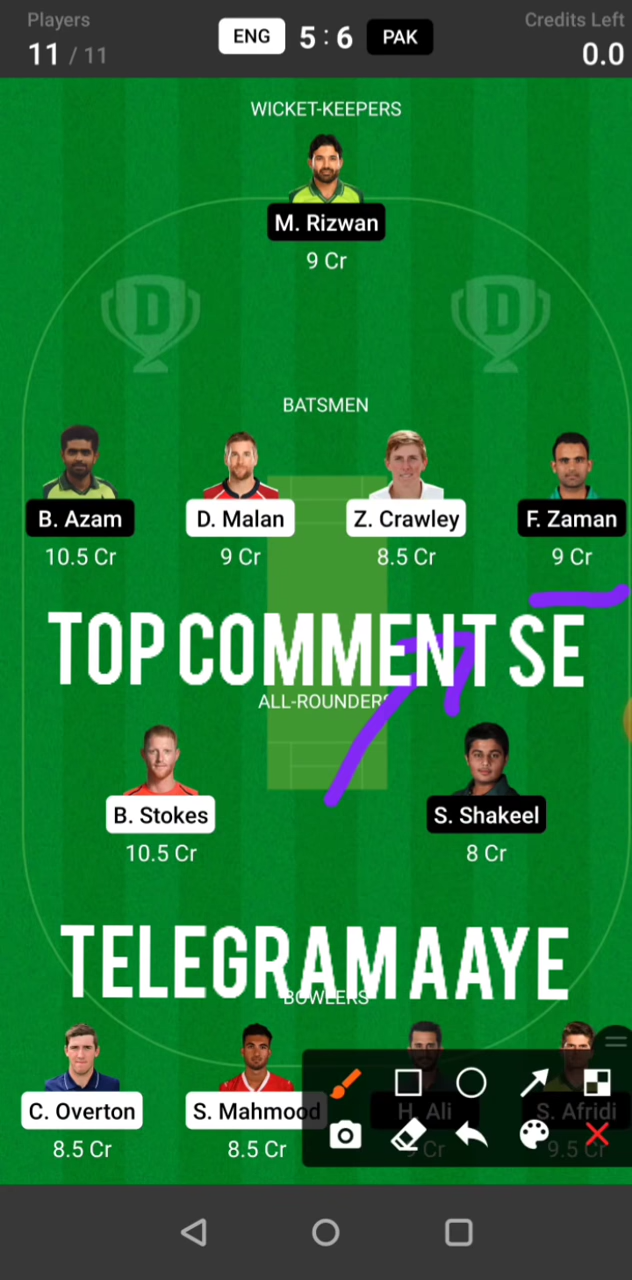 Players
Credits Left
11 / 11
ENG 5 : 6 PAK
0.0
WICKET-KEEPERS
M. Rizwan
9 Cr
D D
BATSMEN
B. Azam D. Malan Z. Crawley F. Zaman
10.5 Cr 9 Cr 8.5 Cr 9 Cr
TOP COMMENT SE
ALL-ROUNDERS
B. Stokes S. Shakeel
10.5 Cr 8 Cr
TELEGRAM AAYE
BOWLERS
C. Overton S. Mahmood H. Ali S. Afridi
8.5 Cr 8.5 Cr 9 Cr 9.5 Cr